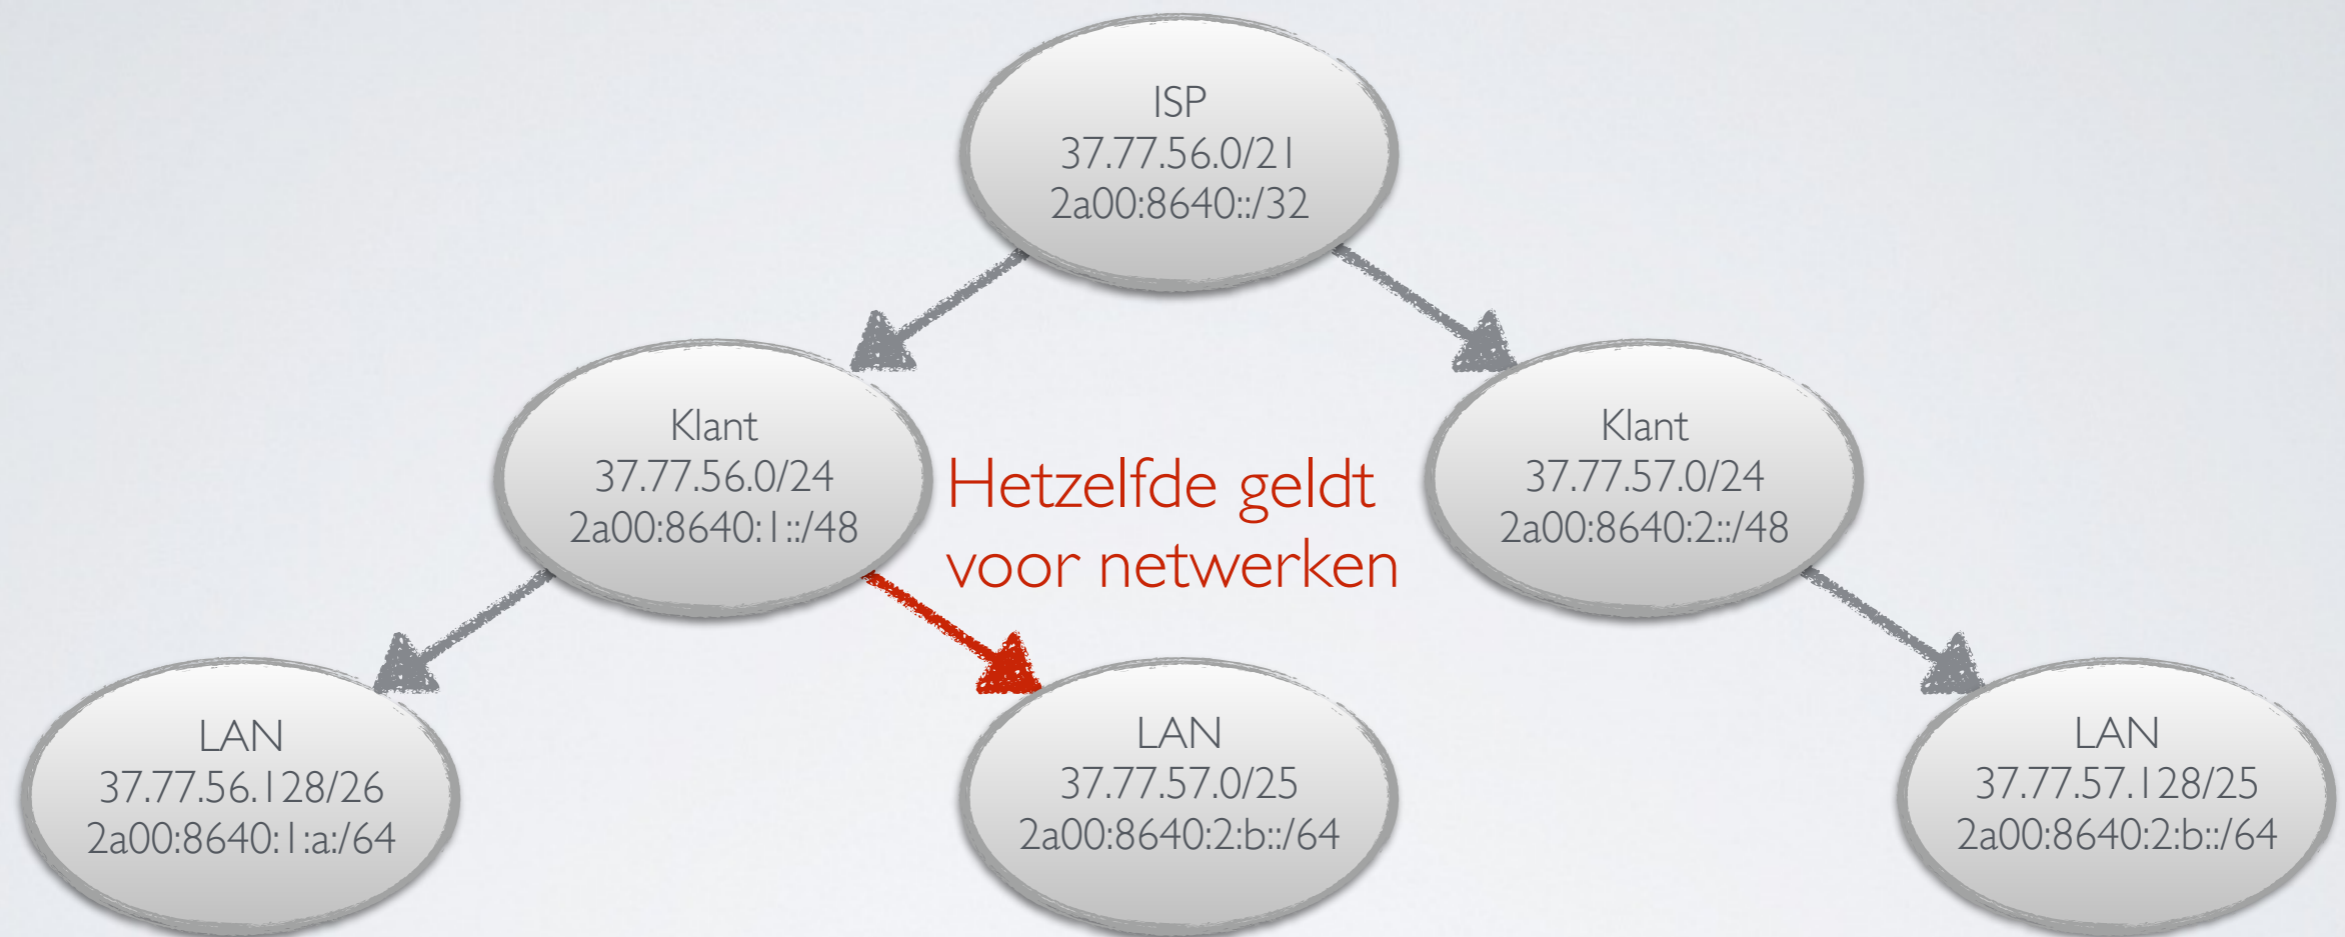 ISP
37.77.56.0/21
2a00:8640::/32
Klant
37.77.56.0/24
2a00:8640:1::/48
Hetzelfde geldt
voor netwerken
Klant
37.77.57.0/24
2a00:8640:2::/48
LAN
37.77.56.128/26
2a00:8640:1:a:/64
LAN
37.77.57.0/25
2a00:8640:2:b::/64
LAN
37.77.57.128/25
2a00:8640:2:b::/64